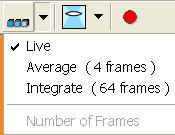 Live
Average ( 4 frames )
Integrate ( 64 frames )
Number of Frames